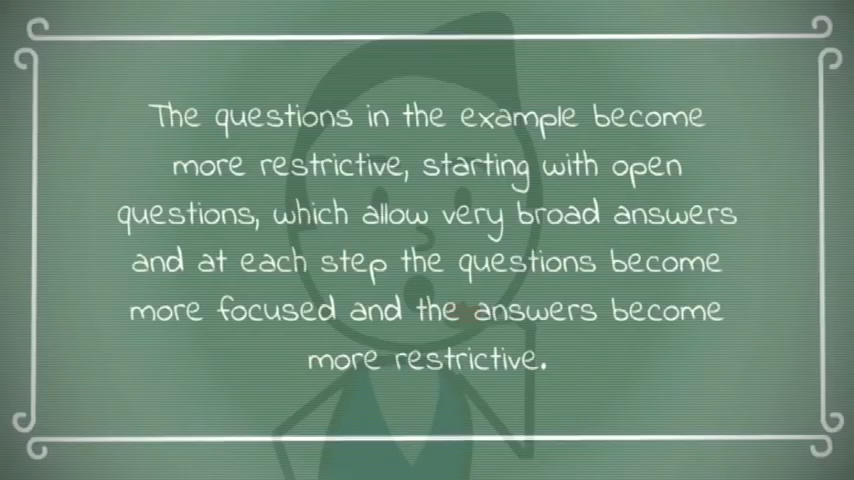 The questions in the example become
more restrictive, starting with open
questions, which allow very broad answers
and at each step the questions become
more focused and the answers become
more restrictive.